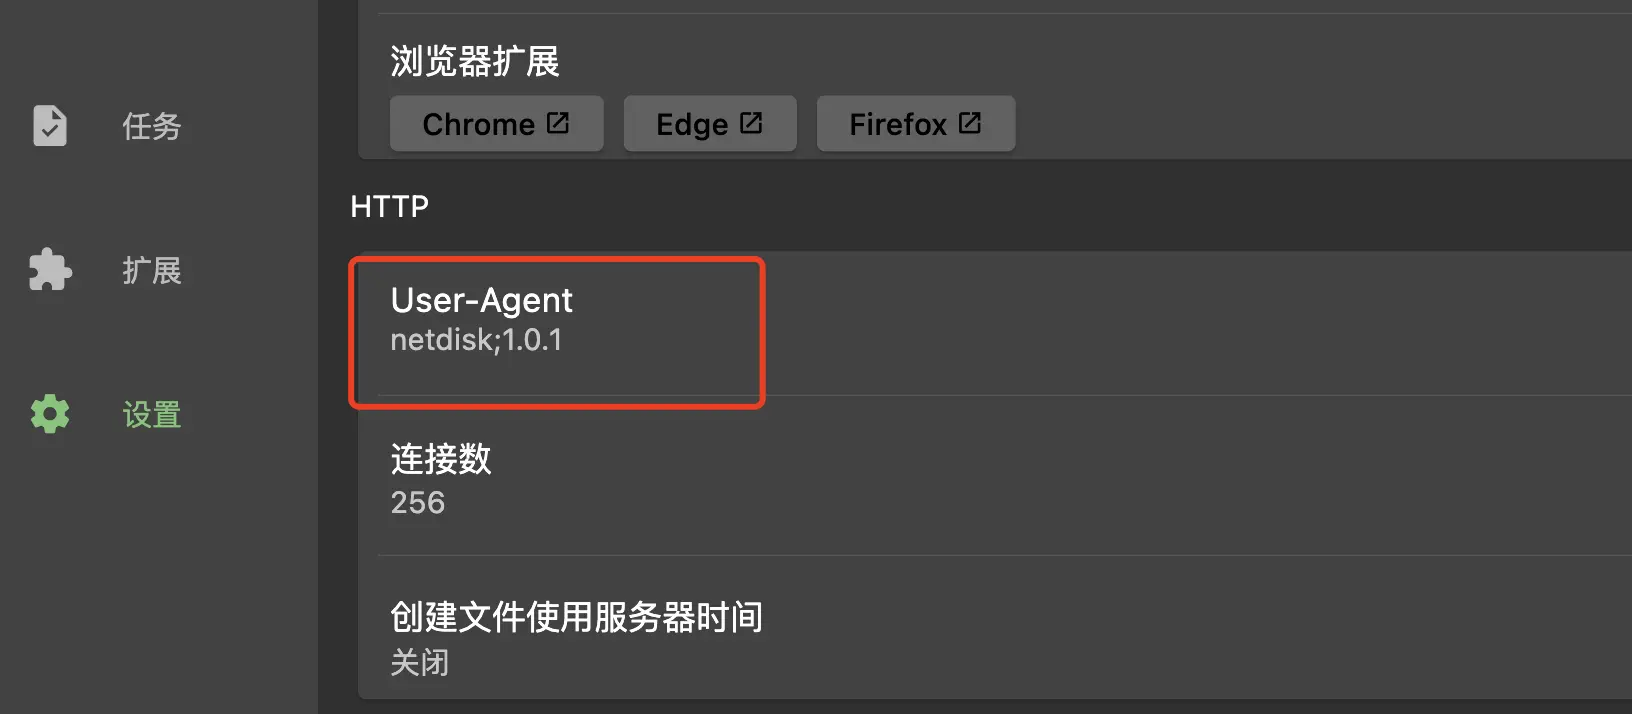 浏览器扩展
Chrome
Edge
Firefox
任务
HTTP
扩展
User-Agent
netdisk;1.0.1
设置
连接数
256
创建文件使用服务器时间
关闭